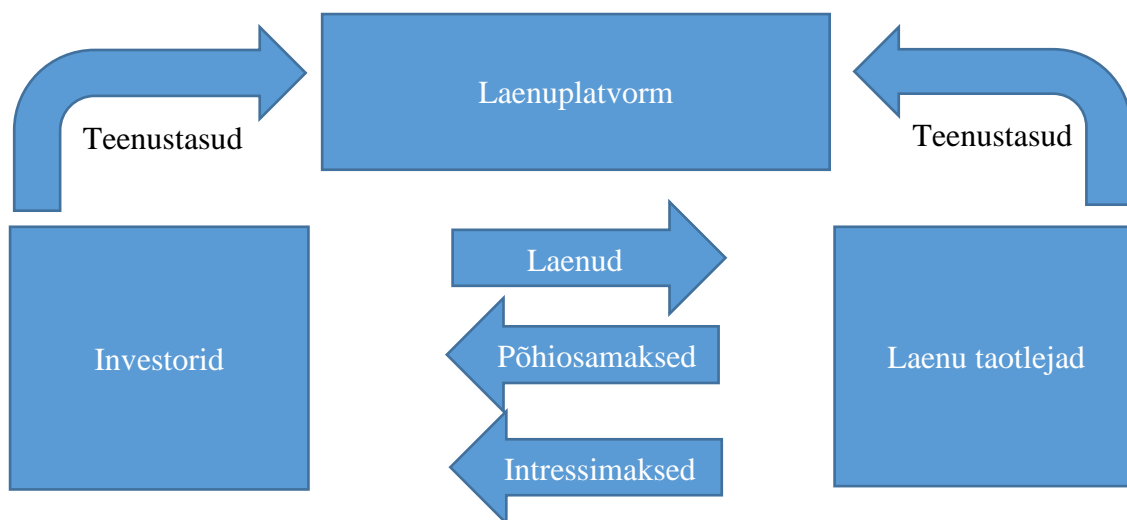 Laenuplatvorm
Teenustasud
Teenustasud
Laenud
Investorid
Põhiosamaksed
Laenu taotlejad
Intressimaksed